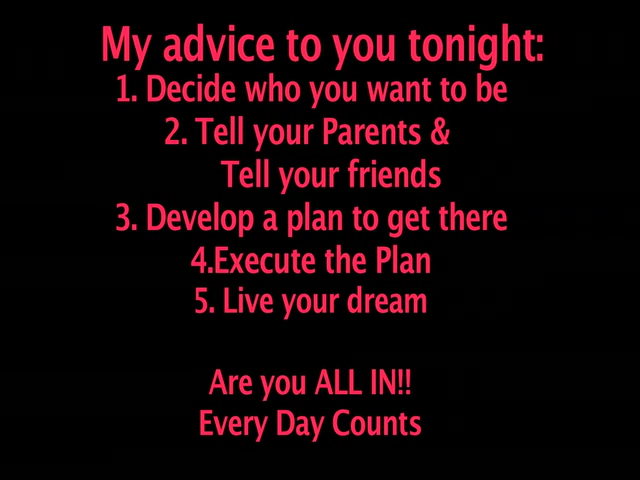 My advice to you tonight:
1. Decide who you want to be
2. Tell your Parents &
Tell your friends
3. Develop a plan to get there
4.Execute the Plan
5. Live your dream
Are you ALL IN!!
Every Day Counts